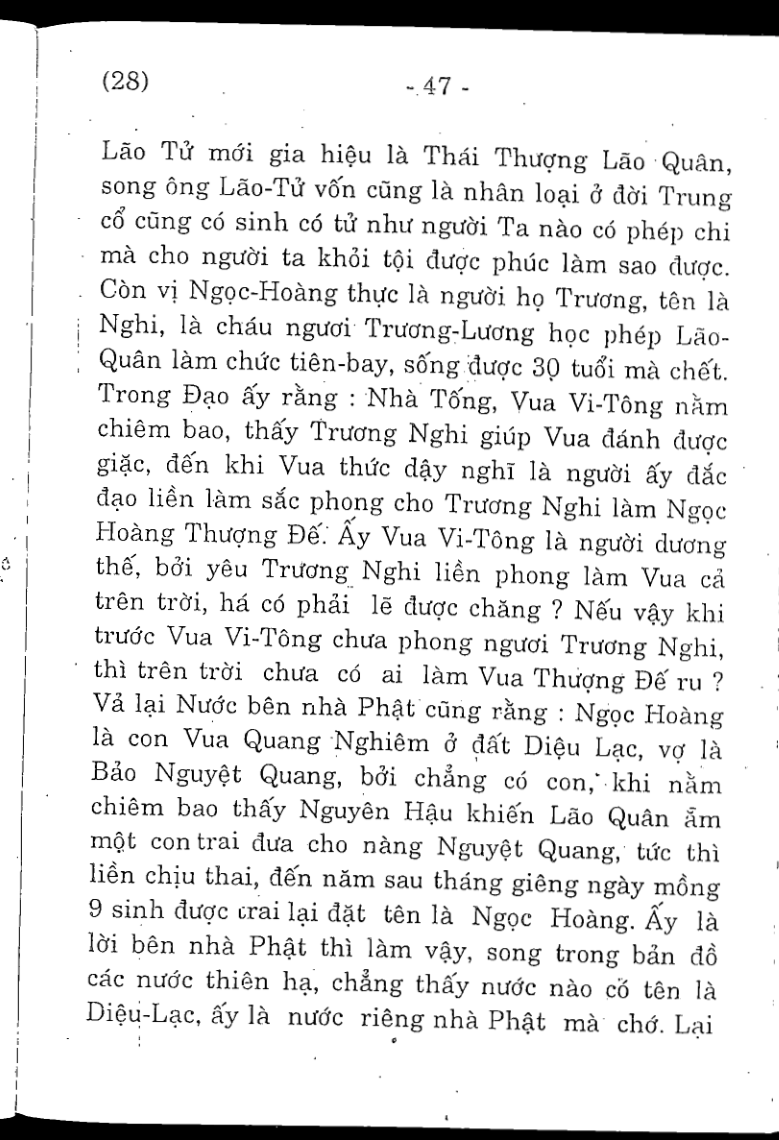 (28) - 47 -
Lão Tử mới gia hiệu là Thái Thượng Lão Quân,
song ông Lão-Tử vốn cũng là nhân loại ở đời Trung
cổ cũng có sinh có tử như người Ta nào có phép chi
mà cho người ta khỏi tội được phúc làm sao được.
Còn vị Ngọc-Hoàng thực là người họ Trương, tên là
Nghi, là cháu ngươi Trương-Lương học phép Lão-
Quân làm chức tiên-bay, sống được 30 tuổi mà chết.
Trong Đạo ấy rằng : Nhà Tống, Vua Vi-Tông nằm
chiêm bao, thấy Trương Nghi giúp Vua đánh được
giặc, đến khi Vua thức dậy nghĩ là người ấy đắc
đạo liền làm sắc phong cho Trương Nghi làm Ngọc
Hoàng Thượng Đế. Ấy Vua Vi-Tông là người dương
thế, bởi yêu Trương Nghi liền phong làm Vua cả
trên trời, há có phải lẽ được chăng ? Nếu vậy khi
trước Vua Vi-Tông chưa phong ngươi Trương Nghi,
thì trên trời chưa có ai làm Vua Thượng Đế ru ?
Vả lại Nước bên nhà Phật cũng rằng : Ngọc Hoàng
là con Vua Quang Nghiêm ở đất Diệu Lạc, vợ là
Bảo Nguyệt Quang, bởi chẳng có con, khi nằm
chiêm bao thấy Nguyên Hậu khiến Lão Quân ẵm
một con trai đưa cho nàng Nguyệt Quang, tức thì
liền chịu thai, đến năm sau tháng giêng ngày mồng
9 sinh được trai lại đặt tên là Ngọc Hoàng. Ấy là
lời bên nhà Phật thì làm vậy, song trong bản đồ
các nước thiên hạ, chẳng thấy nước nào có tên là
Diệu-Lạc, ấy là nước riêng nhà Phật mà chớ. Lại